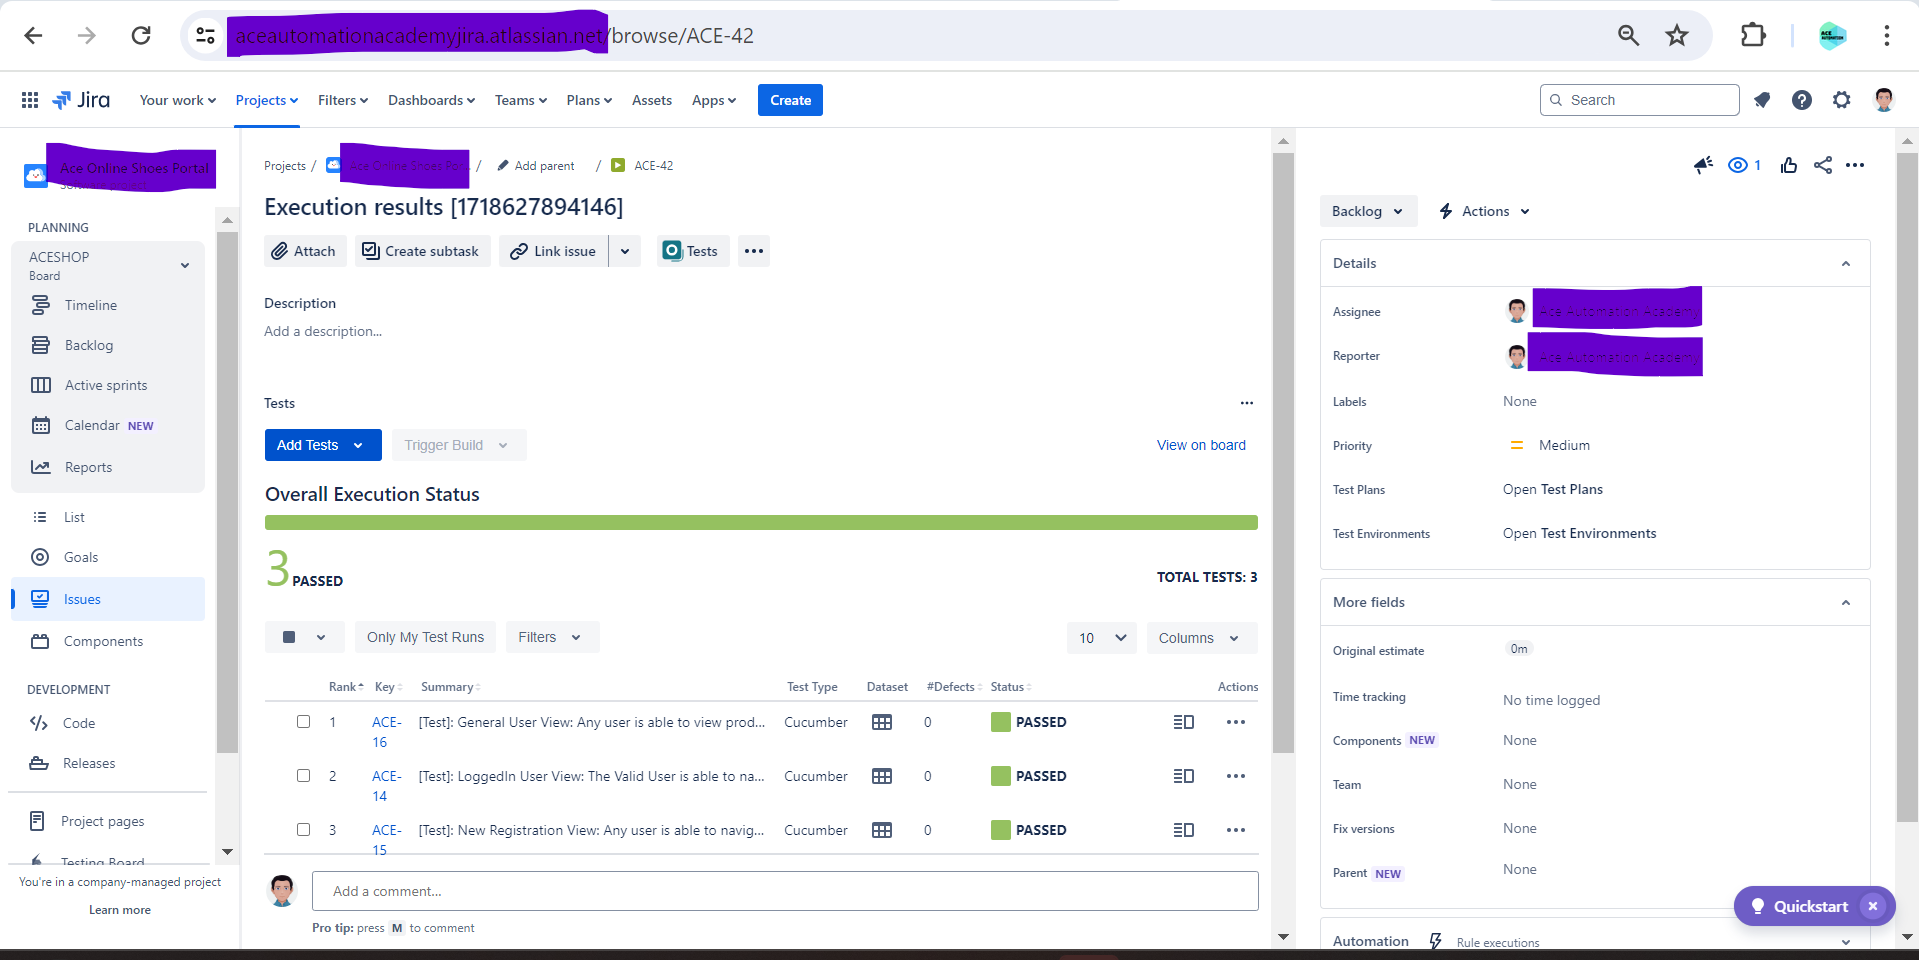 aceautomationacademyjira.atlassian.net/browse/ACE-42
Jira
Your work
Projects
Filters
Dashboards
Teams
Plans
Assets
Apps
Create
Search
Ace Online Shoes Portal
PLANNING
ACESHOP
Board
Timeline
Backlog
Active sprints
Calendar NEW
Reports
List
Goals
Issues
Components
DEVELOPMENT
Code
Releases
Project pages
Testing Board
You're in a company-managed project
Learn more
Projects / Ace Online Shoes / Add parent / ACE-42
Execution results [1718627894146]
Attach
Create subtask
Link issue
Tests
Description
Add a description...
Tests
Add Tests
Trigger Build
View on board
Overall Execution Status
3 PASSED
TOTAL TESTS: 3
Only My Test Runs
Filters
10
Columns
Rank Key Summary Test Type Dataset #Defects Status Actions
1 ACE-16 [Test]: General User View: Any user is able to view prod... Cucumber 0 PASSED
2 ACE-14 [Test]: LoggedIn User View: The Valid User is able to na... Cucumber 0 PASSED
3 ACE-15 [Test]: New Registration View: Any user is able to navig... Cucumber 0 PASSED
Add a comment...
Pro tip: press M to comment
1
Backlog
Actions
Details
Assignee Ace Automation Academy
Reporter Ace Automation Academy
Labels None
Priority Medium
Test Plans Open Test Plans
Test Environments Open Test Environments
More fields
Original estimate 0m
Time tracking No time logged
Components NEW None
Team None
Fix versions None
Parent NEW None
Quickstart
Automation Rule executions
ACE
AUTOMATION